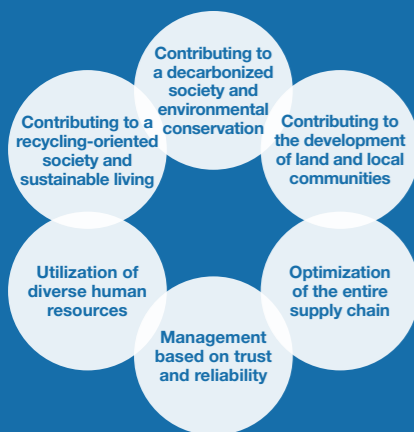 Contributing to
a decarbonized
society and
environmental
conservation
Contributing to a
recycling-oriented
society and
sustainable living
Contributing to
the development
of land and local
communities
Utilization of
diverse human
resources
Optimization
of the entire
supply chain
Management
based on trust
and reliability